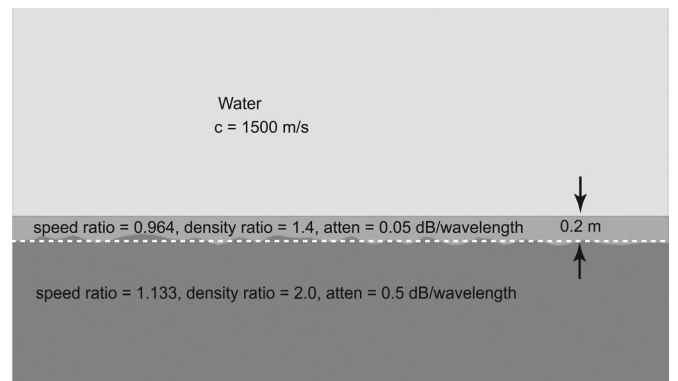 Water
c = 1500 m/s
speed ratio = 0.964, density ratio = 1.4, atten = 0.05 dB/wavelength
0.2 m
speed ratio = 1.133, density ratio = 2.0, atten = 0.5 dB/wavelength